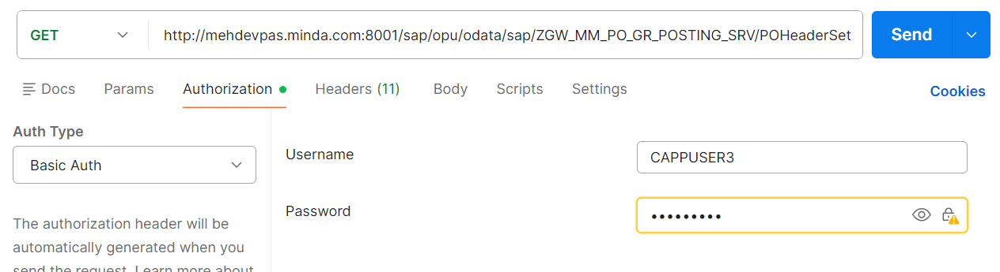 GET
http://mehdevpas.minda.com:8001/sap/opu/odata/sap/ZGW_MM_PO_GR_POSTING_SRV/POHeaderSet
Send
Docs
Params
Authorization
Headers (11)
Body
Scripts
Settings
Cookies
Auth Type
Basic Auth
Username
CAPPUSER3
Password
•••••••••
The authorization header will be
automatically generated when you
send the request. Learn more about